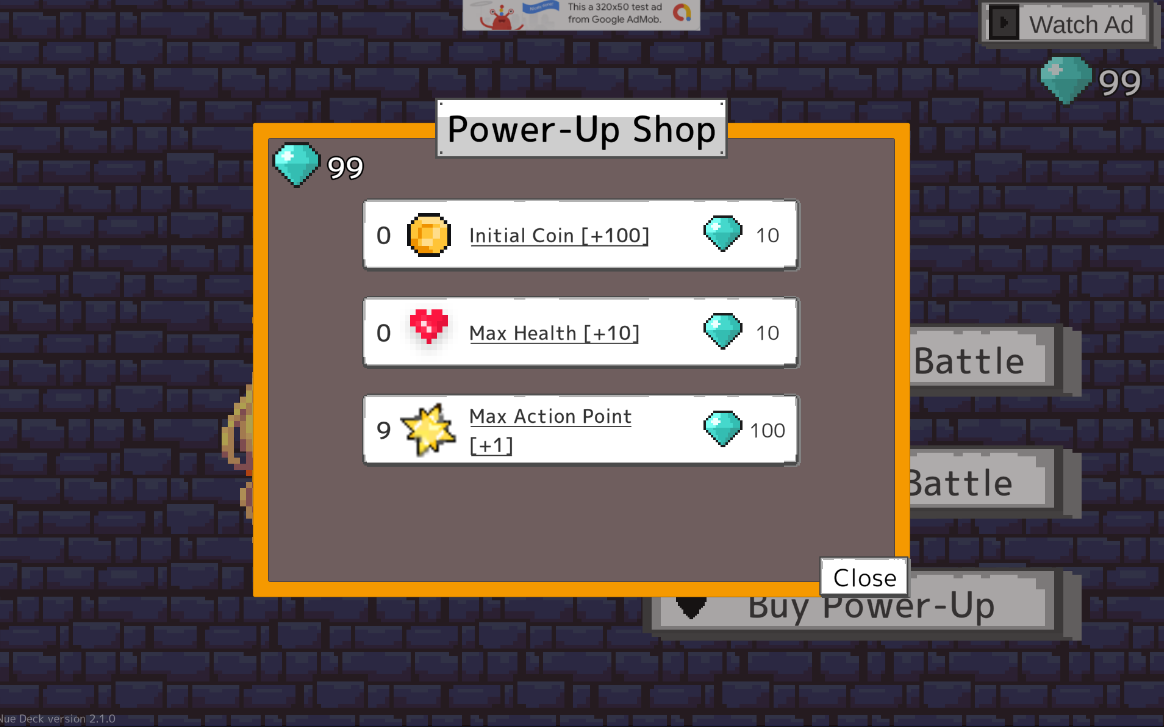 This a 320x50 test ad
from Google AdMob.
Watch Ad
99
Power-Up Shop
99
0 Initial Coin [+100] 10
0 Max Health [+10] 10
9 Max Action Point
[+1] 100
Battle
Battle
Close
Buy Power-Up
Nue Deck version 2.1.0